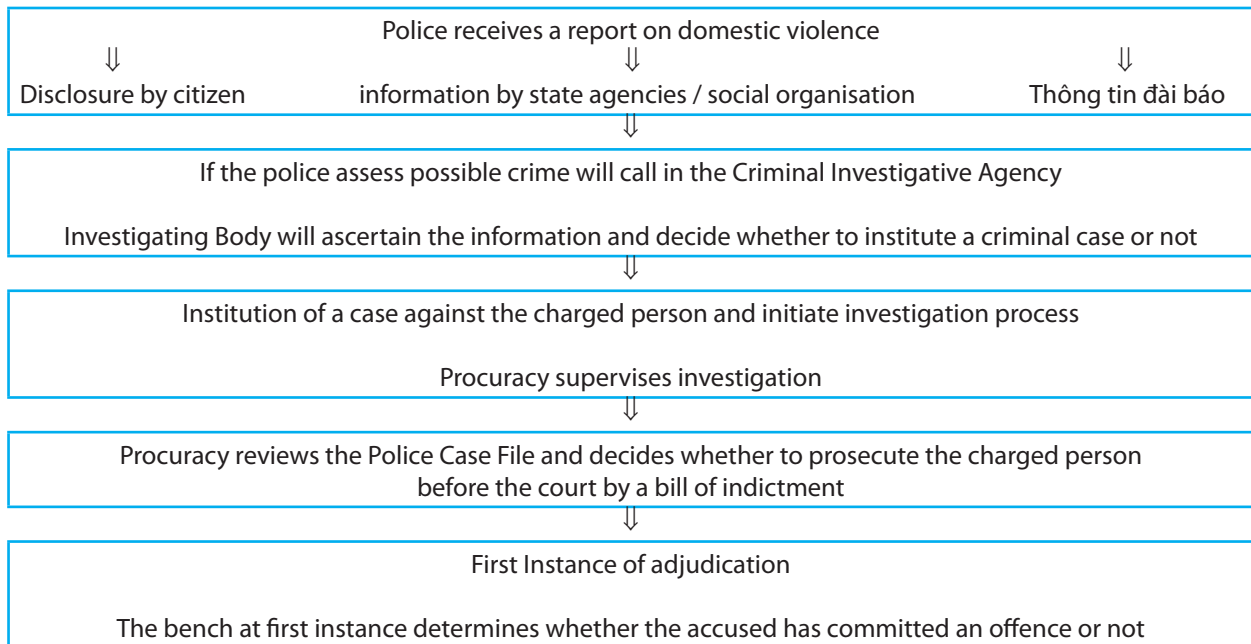 Police receives a report on domestic violence
⇓ ⇓ ⇓
Disclosure by citizen information by state agencies / social organisation Thông tin đài báo
⇓
If the police assess possible crime will call in the Criminal Investigative Agency
Investigating Body will ascertain the information and decide whether to institute a criminal case or not
⇓
Institution of a case against the charged person and initiate investigation process
Procuracy supervises investigation
⇓
Procuracy reviews the Police Case File and decides whether to prosecute the charged person
before the court by a bill of indictment
⇓
First Instance of adjudication
The bench at first instance determines whether the accused has committed an offence or not